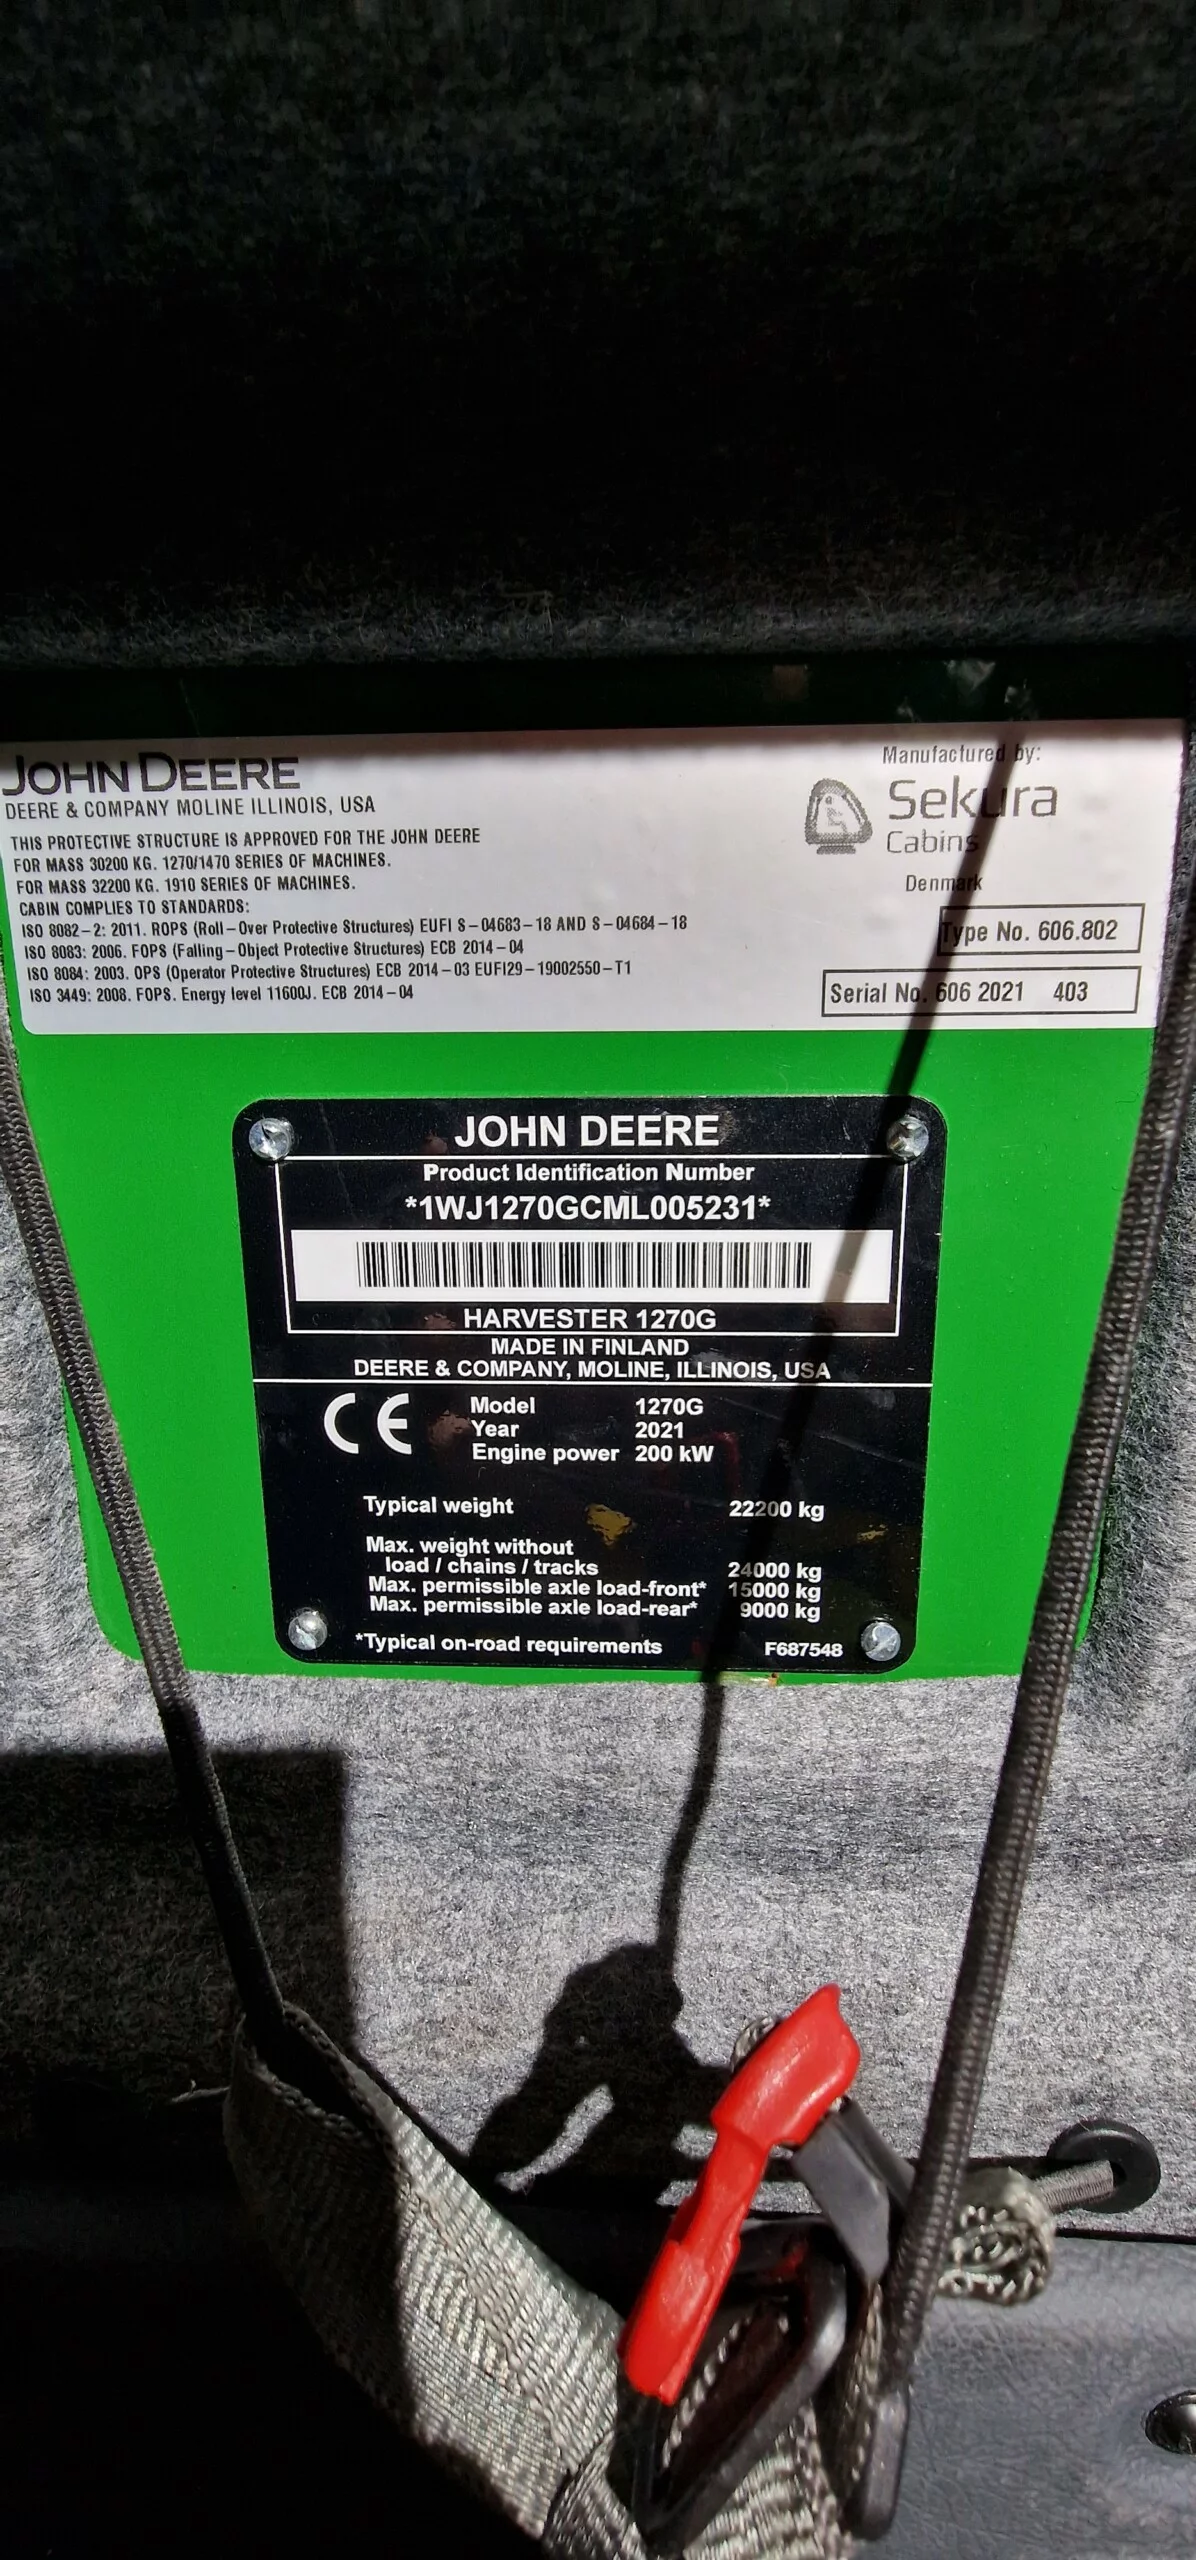 JOHN DEERE
DEERE & COMPANY MOLINE ILLINOIS, USA
THIS PROTECTIVE STRUCTURE IS APPROVED FOR THE JOHN DEERE
FOR MASS 30200 KG. 1270/1470 SERIES OF MACHINES.
FOR MASS 32200 KG. 1910 SERIES OF MACHINES.
CABIN COMPLIES TO STANDARDS:
ISO 8082-2: 2011. ROPS (Roll-Over Protective Structures) EUFI S-04683-18 AND S-04684-18
ISO 8083: 2006. FOPS (Falling-Object Protective Structures) ECB 2014-04
ISO 8084: 2003. OPS (Operator Protective Structures) ECB 2014-03 EUFI29-19002550-T1
ISO 3449: 2008. FOPS. Energy level 11600J. ECB 2014-04
Manufactured by:
Sekura
Cabins
Denmark
Type No. 606.802
Serial No. 606 2021 403
JOHN DEERE
Product Identification Number
*1WJ1270GCML005231*
HARVESTER 1270G
MADE IN FINLAND
DEERE & COMPANY, MOLINE, ILLINOIS, USA
CE
Model 1270G
Year 2021
Engine power 200 kW
Typical weight 22200 kg
Max. weight without
load / chains / tracks 24000 kg
Max. permissible axle load-front* 15000 kg
Max. permissible axle load-rear* 9000 kg
*Typical on-road requirements F687548